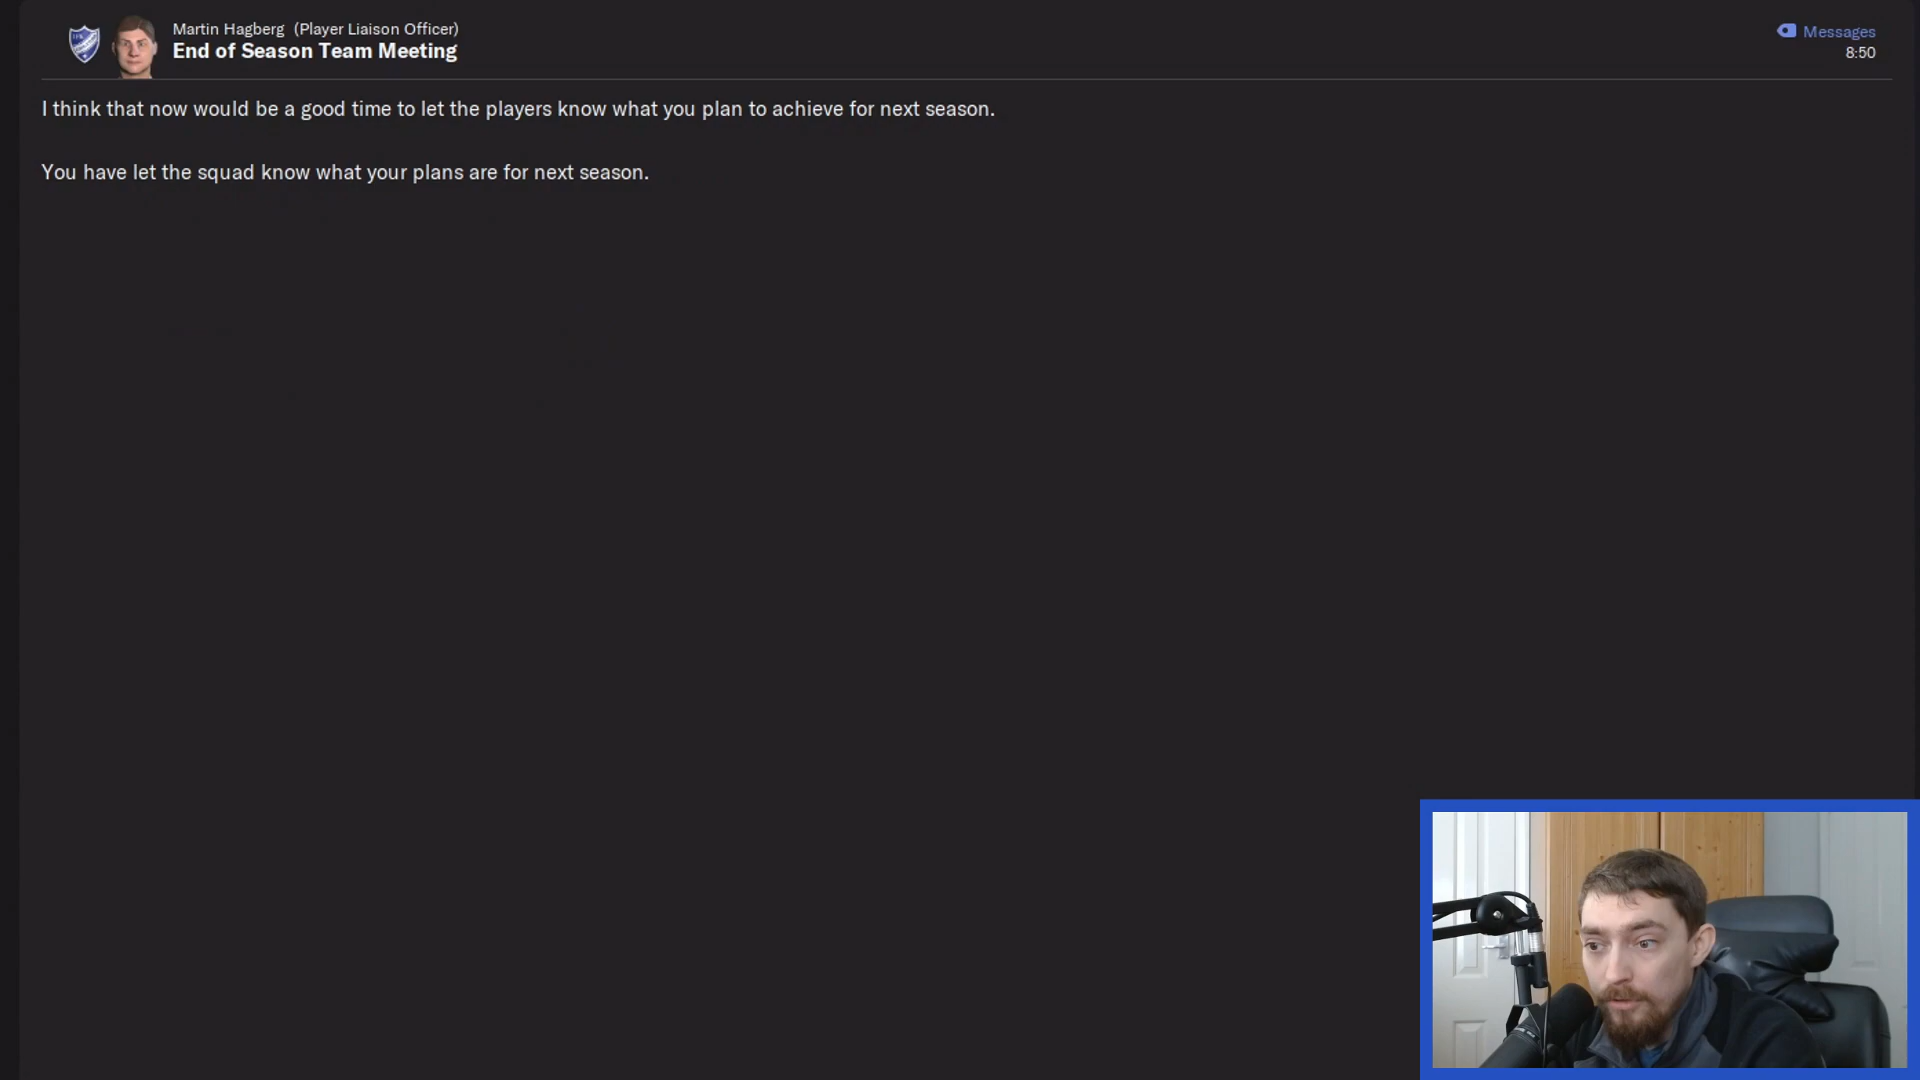 Martin Hagberg (Player Liaison Officer)
End of Season Team Meeting
Messages
8:50
I think that now would be a good time to let the players know what you plan to achieve for next season.
You have let the squad know what your plans are for next season.